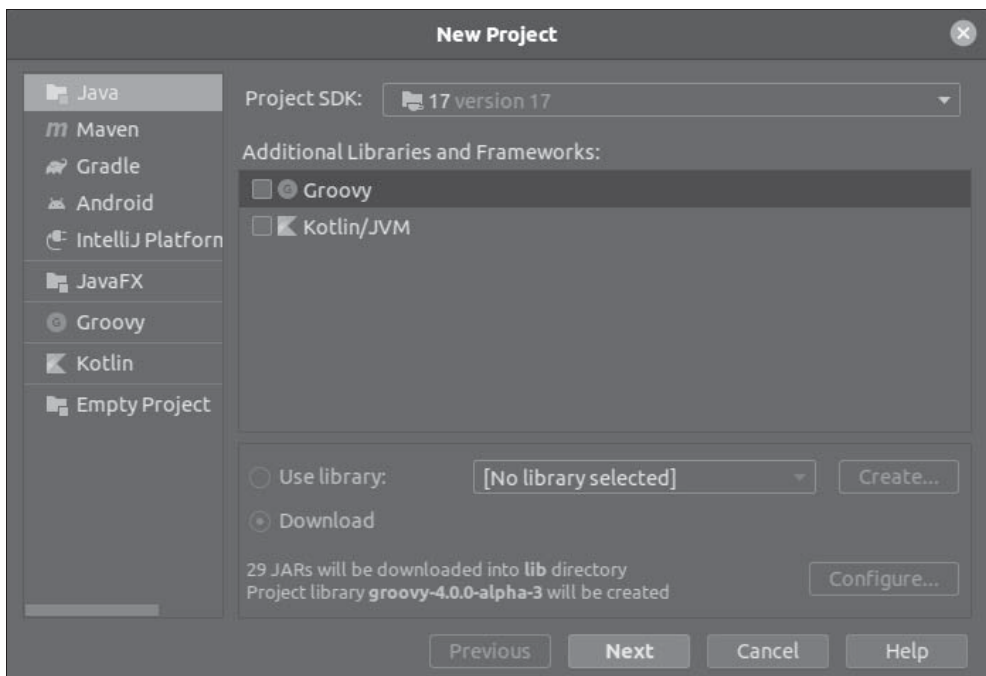 New Project
Java
Maven
Gradle
Android
IntelliJ Platform
JavaFX
Groovy
Kotlin
Empty Project
Project SDK: 17 version 17
Additional Libraries and Frameworks:
Groovy
Kotlin/JVM
Use library: [No library selected] Create...
Download
29 JARs will be downloaded into lib directory
Project library groovy-4.0.0-alpha-3 will be created
Configure...
Previous Next Cancel Help